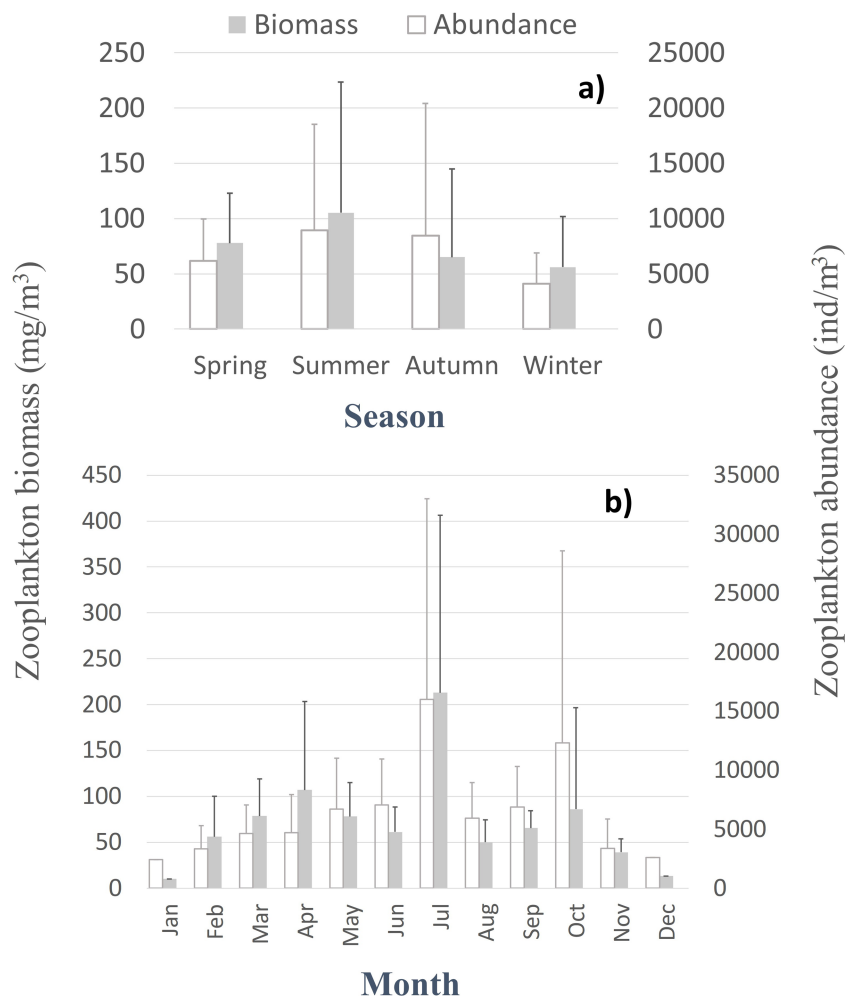 Biomass Abundance
250 25000
a)
200 20000
150 15000
100 10000
50 5000
0 0
Spring Summer Autumn Winter
Season
Zooplankton biomass (mg/m³)
Zooplankton abundance (ind/m³)
450 35000
b)
400 30000
350 25000
300 20000
250 15000
200 10000
150 5000
100 0
50
0
Jan Feb Mar Apr May Jun Jul Aug Sep Oct Nov Dec
Month